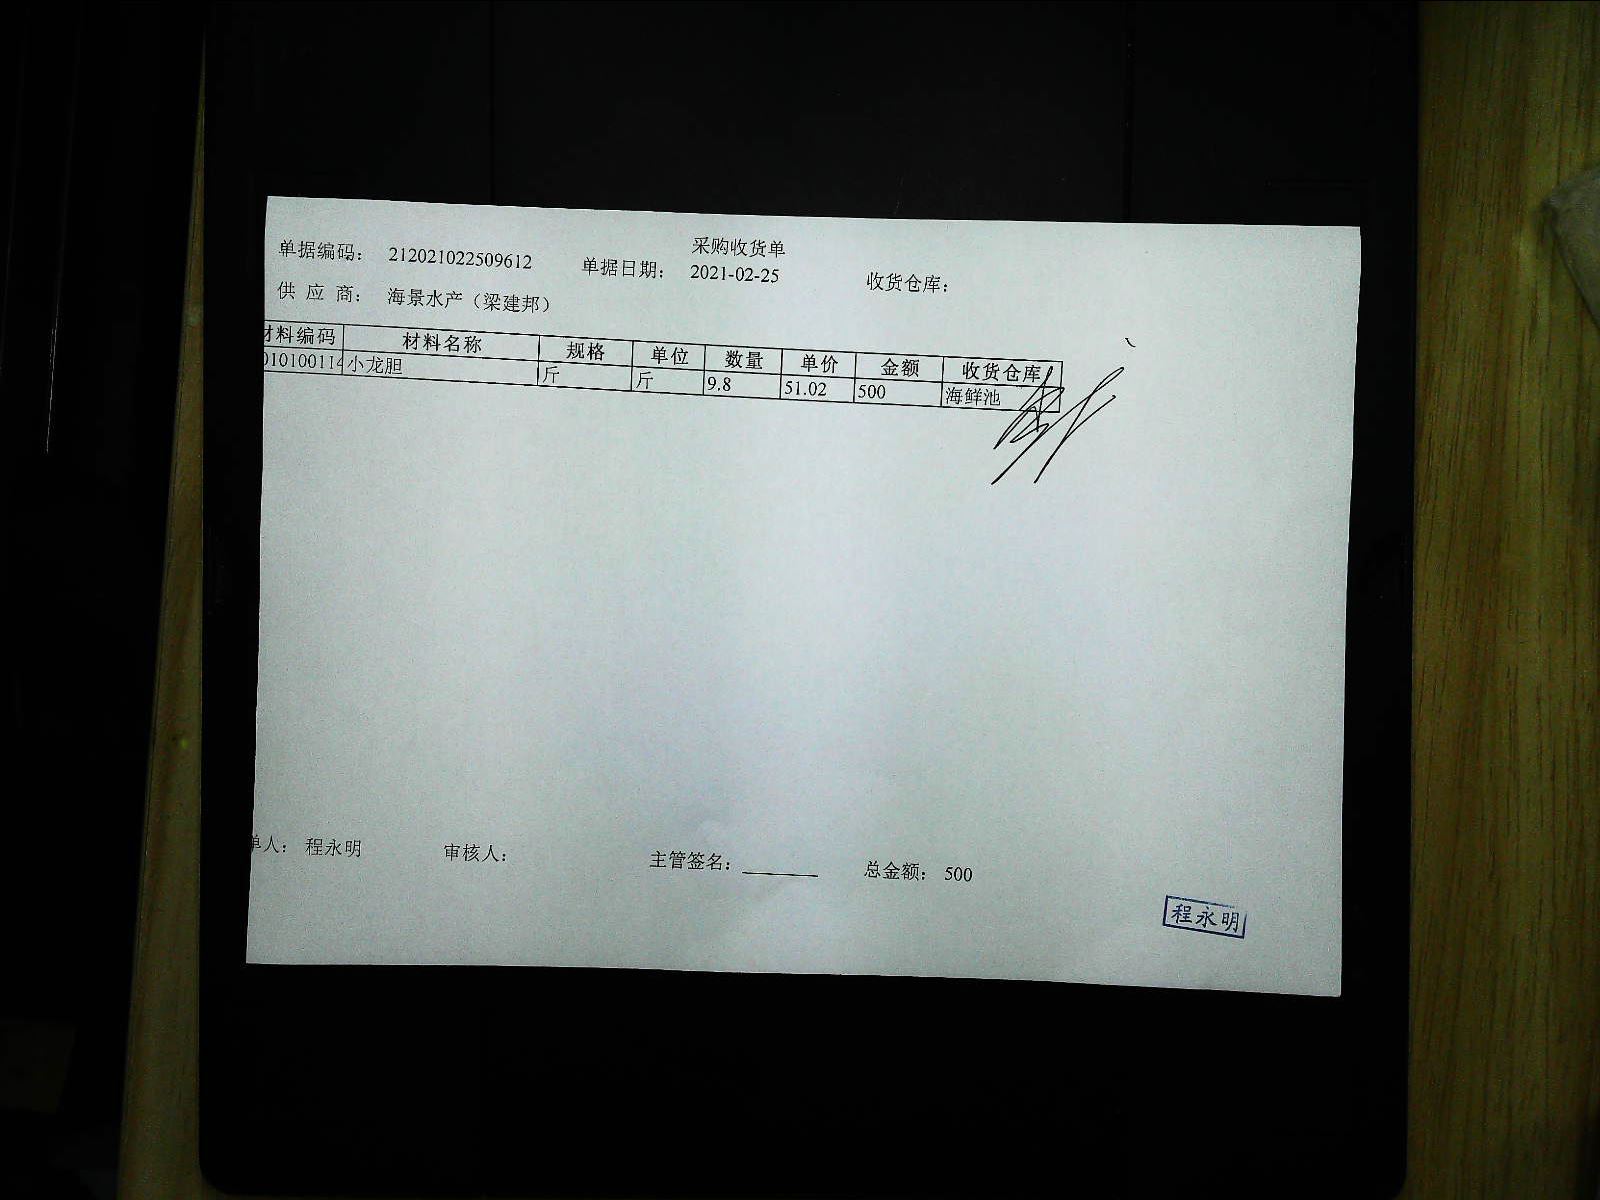 采购收货单
单据编码： 212021022509612 单据日期： 2021-02-25 收货仓库：
供 应 商： 海景水产（梁建邦）
材料编码 材料名称 规格 单位 数量 单价 金额 收货仓库
010100114 小龙胆 斤 斤 9.8 51.02 500 海鲜池
单人： 程永明 审核人： 主管签名： 总金额： 500
程永明